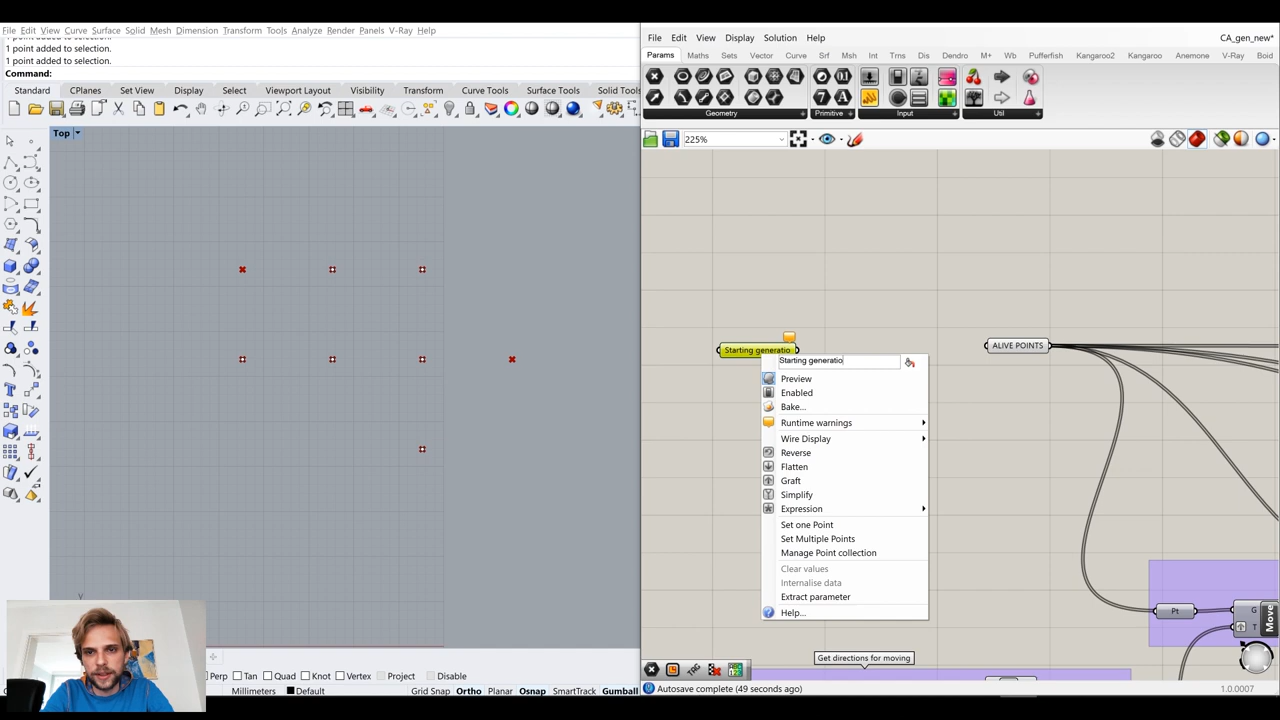 File Edit View Curve Surface Solid Mesh Dimension Transform Tools Analyze Render Panels V-Ray Help
1 point added to selection.
1 point added to selection.
Command:
Standard CPlanes Set View Display Select Viewport Layout Visibility Transform Curve Tools Surface Tools Solid Tools
Top
y
Perp Tan Quad Knot Vertex Project Disable
Millimeters Default Grid Snap Ortho Planar Osnap SmartTrack Gumball
File Edit View Display Solution Help CA_gen_new*
Params Maths Sets Vector Curve Srf Msh Int Trns Dis Dendro M+ Wb Pufferfish Kangaroo2 Kangaroo Anemone V-Ray Boid
Geometry Primitive Input Util
225%
Starting generatio
ALIVE POINTS
Starting generatio
Preview
Enabled
Bake...
Runtime warnings
Wire Display
Reverse
Flatten
Graft
Simplify
Expression
Set one Point
Set Multiple Points
Manage Point collection
Clear values
Internalise data
Extract parameter
Help...
Pt
G
T
Move
Get directions for moving
Autosave complete (49 seconds ago) 1.0.0007